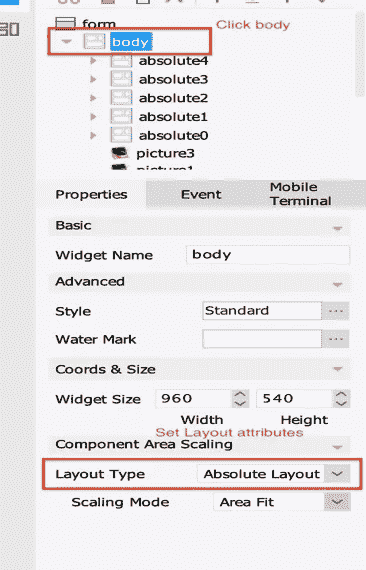 form
Click body
body
absolute4
absolute3
absolute2
absolute1
absolute0
picture3
Properties Event Mobile Terminal
Basic
Widget Name body
Advanced
Style Standard ...
Water Mark ...
Coords & Size
Widget Size 960 540
Width Height
Set Layout attributes
Component Area Scaling
Layout Type Absolute Layout
Scaling Mode Area Fit